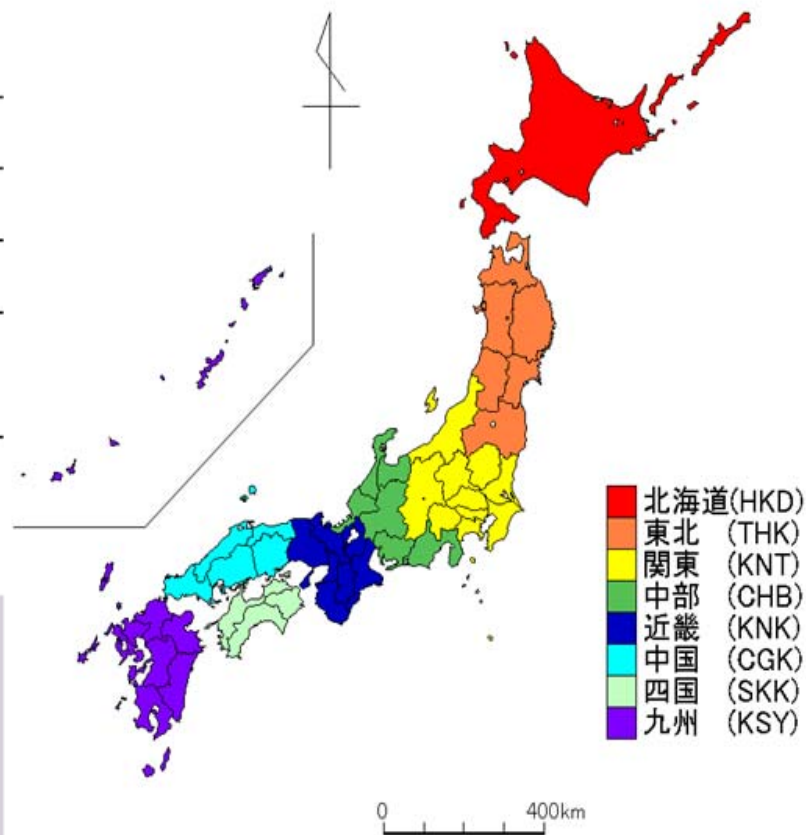 北海道(HKD)
東北 (THK)
関東 (KNT)
中部 (CHB)
近畿 (KNK)
中国 (CGK)
四国 (SKK)
九州 (KSY)
0 400km